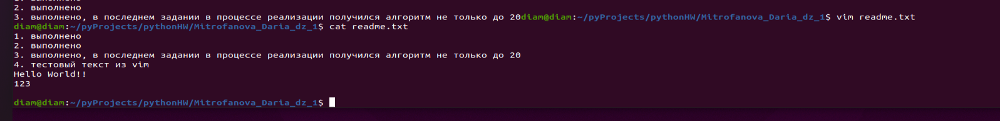 2. выполнено
3. выполнено, в последнем задании в процессе реализации получился алгоритм не только до 20diam@diam:~/pyProjects/pythonHW/Mitrofanova_Daria_dz_1$ vim readme.txt
diam@diam:~/pyProjects/pythonHW/Mitrofanova_Daria_dz_1$ cat readme.txt
1. выполнено
2. выполнено
3. выполнено, в последнем задании в процессе реализации получился алгоритм не только до 20
4. тестовый текст из vim
Hello World!!
123
diam@diam:~/pyProjects/pythonHW/Mitrofanova_Daria_dz_1$